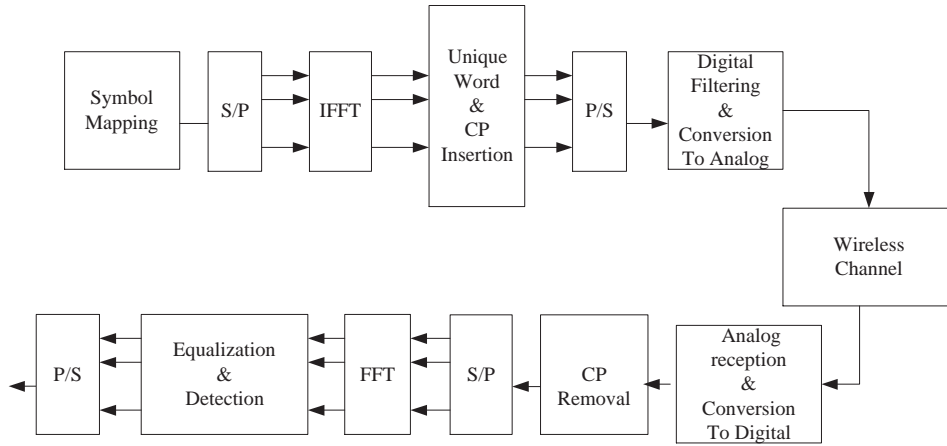 Symbol
Mapping
S/P
IFFT
Unique
Word
&
CP
Insertion
P/S
Digital
Filtering
&
Conversion
To Analog
Wireless
Channel
P/S
Equalization
&
Detection
FFT
S/P
CP
Removal
Analog
reception
&
Conversion
To Digital